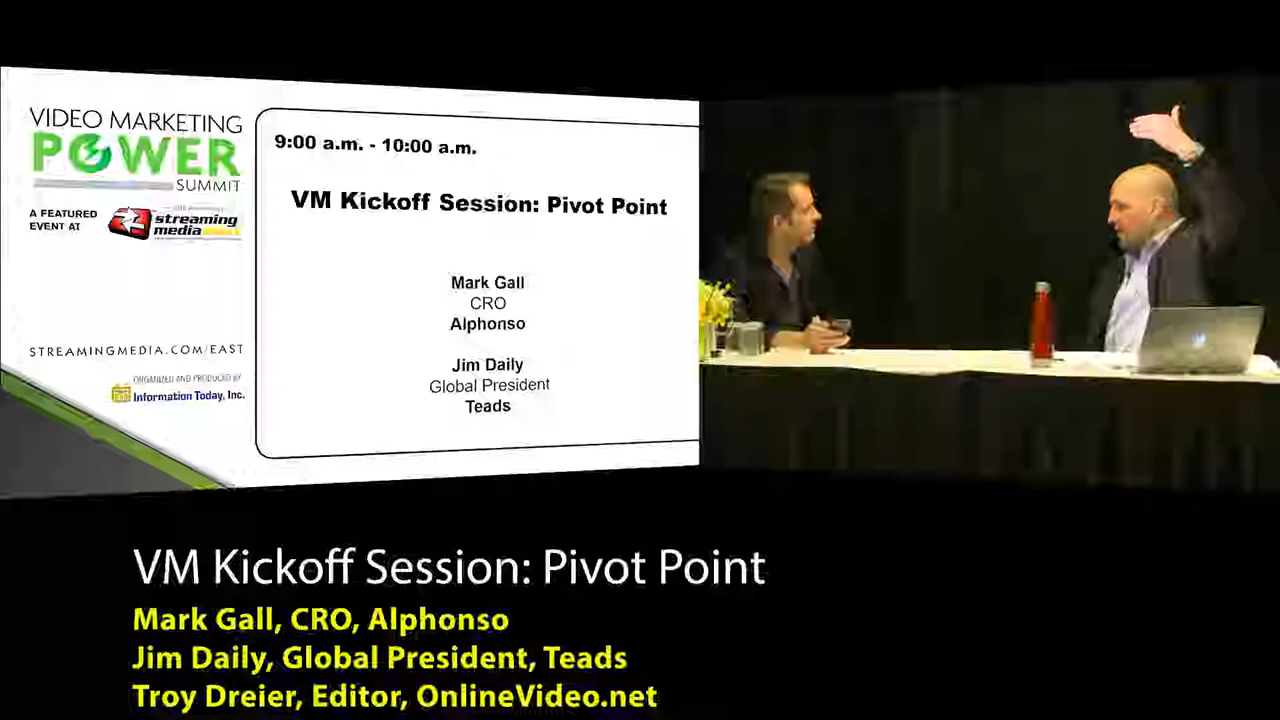 VIDEO MARKETING
POWER
SUMMIT
A FEATURED
EVENT AT
streaming
media
STREAMINGMEDIA.COM/EAST
ORGANIZED AND PRODUCED BY
Information Today, Inc.
9:00 a.m. - 10:00 a.m.
VM Kickoff Session: Pivot Point
Mark Gall
CRO
Alphonso
Jim Daily
Global President
Teads
VM Kickoff Session: Pivot Point
Mark Gall, CRO, Alphonso
Jim Daily, Global President, Teads
Troy Dreier, Editor, OnlineVideo.net